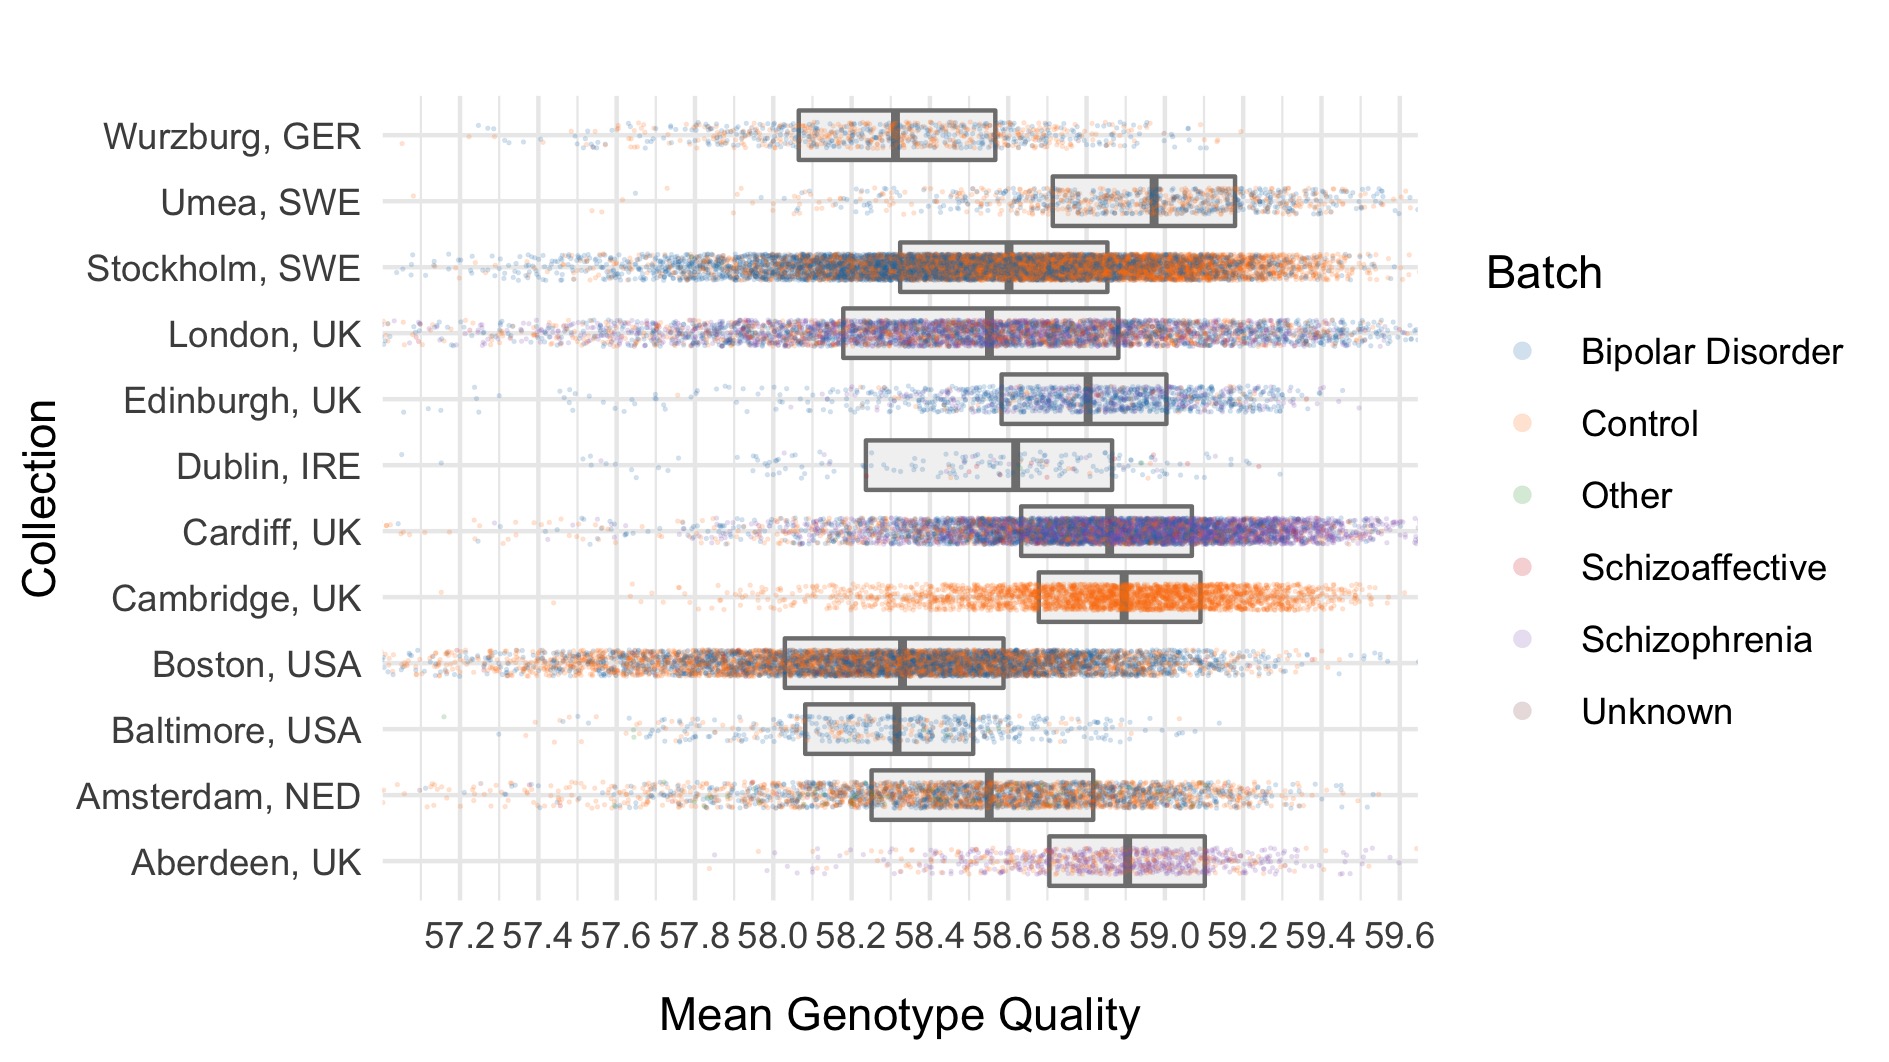 Collection
Wurzburg, GER
Umea, SWE
Stockholm, SWE
London, UK
Edinburgh, UK
Dublin, IRE
Cardiff, UK
Cambridge, UK
Boston, USA
Baltimore, USA
Amsterdam, NED
Aberdeen, UK
57.2 57.4 57.6 57.8 58.0 58.2 58.4 58.6 58.8 59.0 59.2 59.4 59.6
Mean Genotype Quality
Batch
Bipolar Disorder
Control
Other
Schizoaffective
Schizophrenia
Unknown